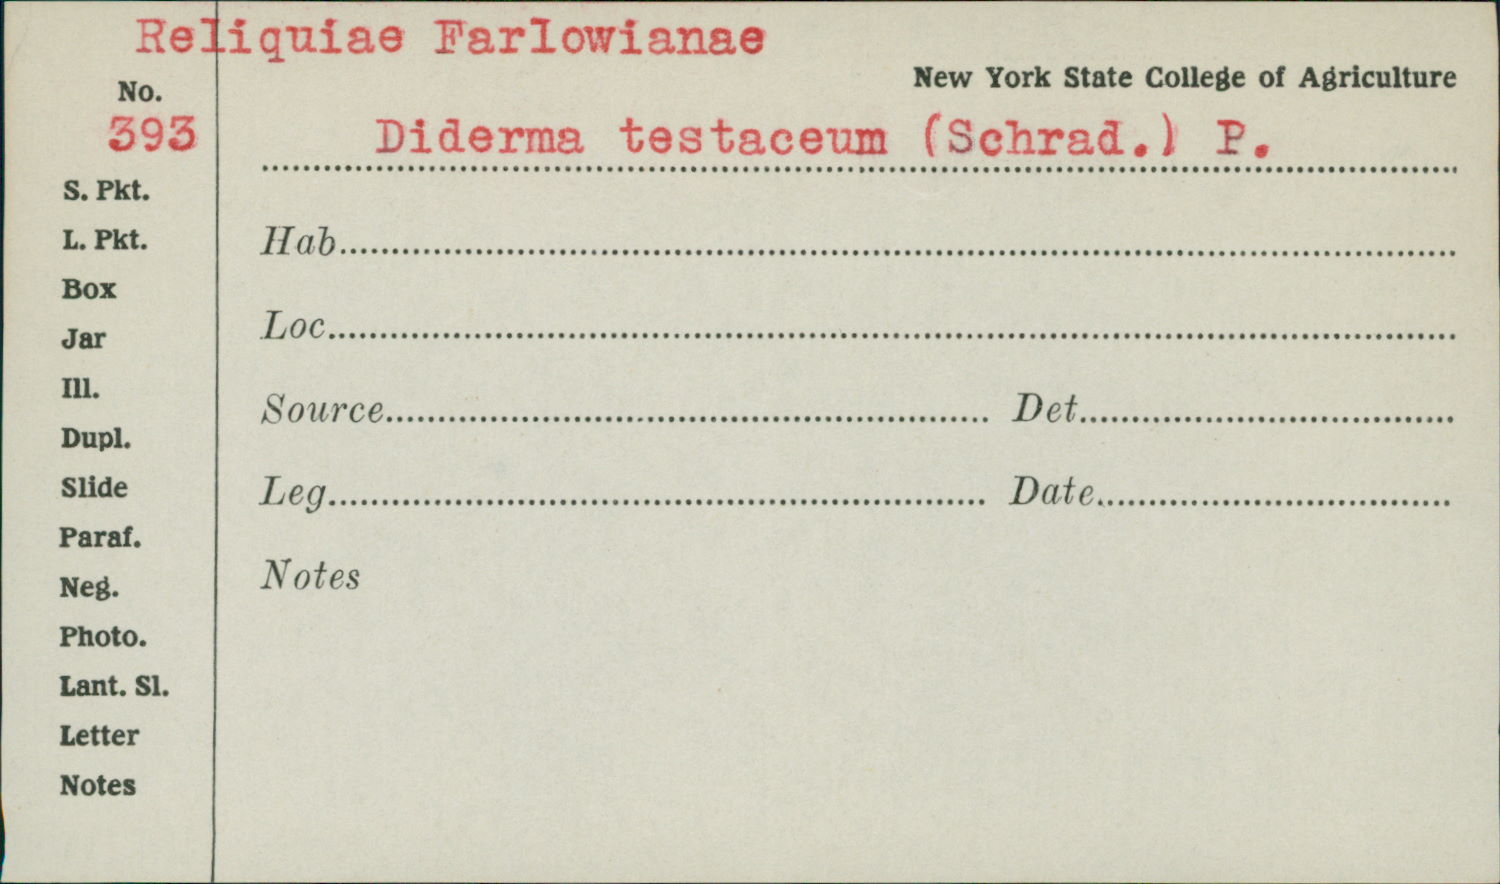 Reliquiae Farlowianae
New York State College of Agriculture
No.
393
Diderma testaceum (Schrad.) P.
S. Pkt.
L. Pkt.
Box
Jar
Ill.
Dupl.
Slide
Paraf.
Neg.
Photo.
Lant. Sl.
Letter
Notes
Hab
Loc
Source Det
Leg Date
Notes